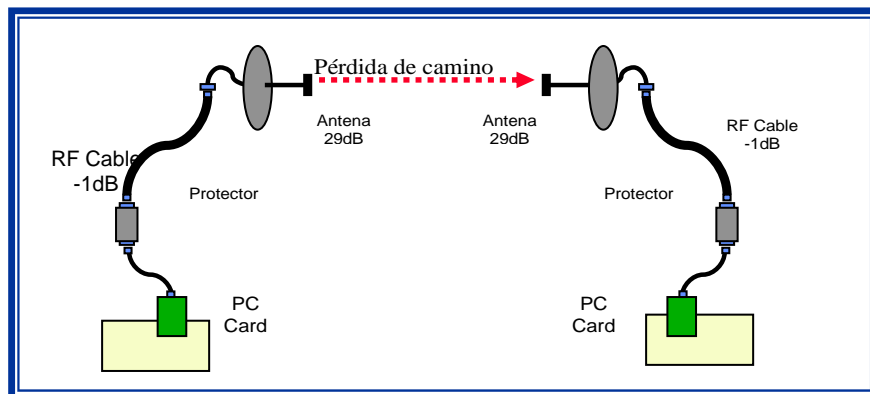 Pérdida de camino
Antena
29dB
Antena
29dB
RF Cable
-1dB
RF Cable
-1dB
Protector
Protector
PC
Card
PC
Card